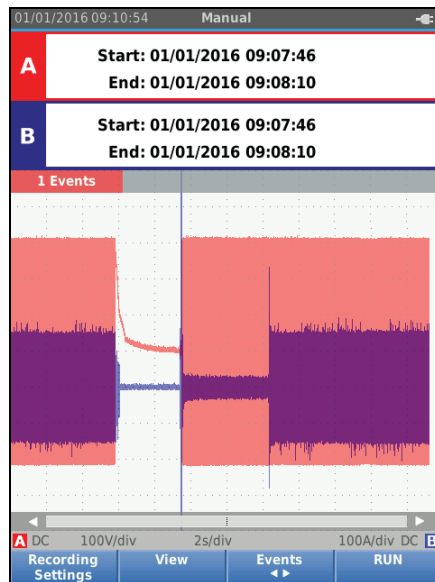 01/01/2016 09:10:54 Manual
A
Start: 01/01/2016 09:07:46
End: 01/01/2016 09:08:10
B
Start: 01/01/2016 09:07:46
End: 01/01/2016 09:08:10
1 Events
A DC 100V/div 2s/div 100A/div DC B
Recording Settings View Events RUN